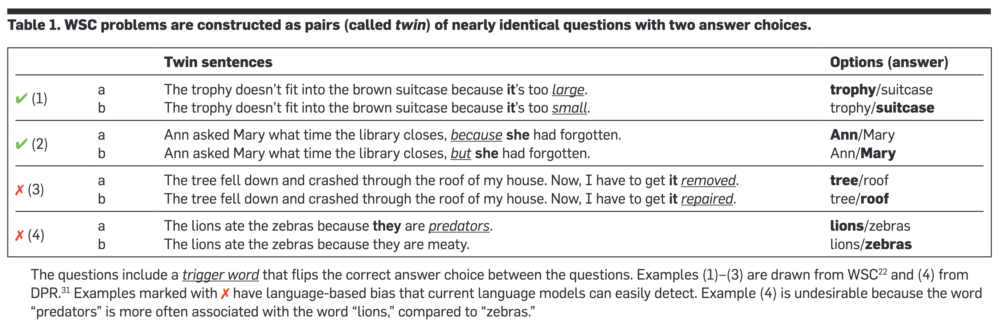 Table 1. WSC problems are constructed as pairs (called twin) of nearly identical questions with two answer choices.
Twin sentences Options (answer)
✔ (1) a The trophy doesn’t fit into the brown suitcase because it’s too large. trophy/suitcase
b The trophy doesn’t fit into the brown suitcase because it’s too small. trophy/suitcase
✔ (2) a Ann asked Mary what time the library closes, because she had forgotten. Ann/Mary
b Ann asked Mary what time the library closes, but she had forgotten. Ann/Mary
✗ (3) a The tree fell down and crashed through the roof of my house. Now, I have to get it removed. tree/roof
b The tree fell down and crashed through the roof of my house. Now, I have to get it repaired. tree/roof
✗ (4) a The lions ate the zebras because they are predators. lions/zebras
b The lions ate the zebras because they are meaty. lions/zebras
The questions include a trigger word that flips the correct answer choice between the questions. Examples (1)–(3) are drawn from WSC22 and (4) from
DPR.31 Examples marked with ✗ have language-based bias that current language models can easily detect. Example (4) is undesirable because the word
“predators” is more often associated with the word “lions,” compared to “zebras.”